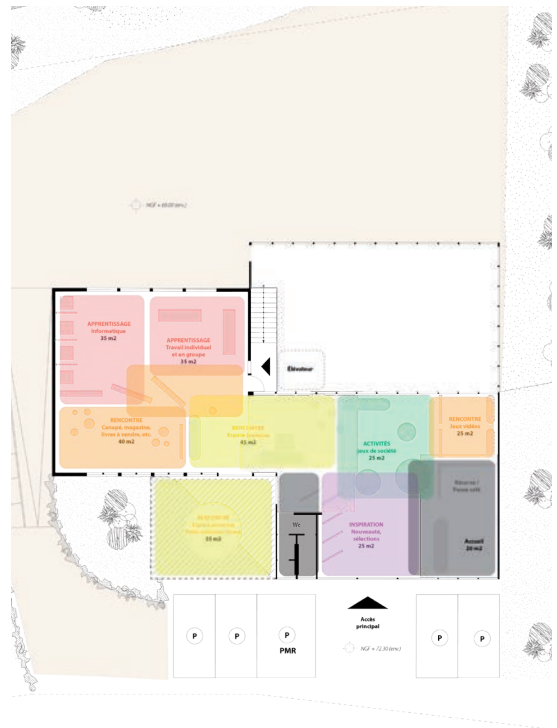 NGF + 69.00 (env.)
APPRENTISSAGE
Informatique
35 m2
APPRENTISSAGE
Travail individuel
et en groupe
35 m2
Élévateur
RENCONTRE
Canapé, magazine,
livres à vendre, etc.
40 m2
RENCONTRE
45 m2
ACTIVITÉS
Jeux de société
25 m2
RENCONTRE
Jeux vidéos
25 m2
RENCONTRE
35 m2
Wc
INSPIRATION
Nouveauté,
sélections
25 m2
Accueil
20 m2
P
P
P
PMR
Accès
principal
NGF + 72.30 (env.)
P
P